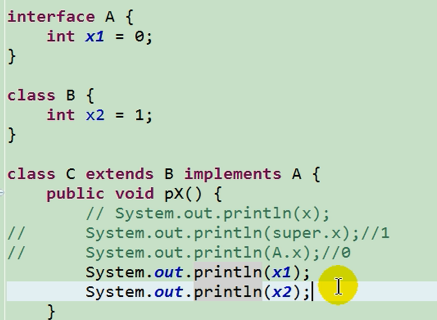 interface A {
    int x1 = 0;
}
class B {
    int x2 = 1;
}
class C extends B implements A {
    public void pX() {
        // System.out.println(x);
//        System.out.println(super.x);//1
//        System.out.println(A.x);//0
        System.out.println(x1);
        System.out.println(x2);
    }